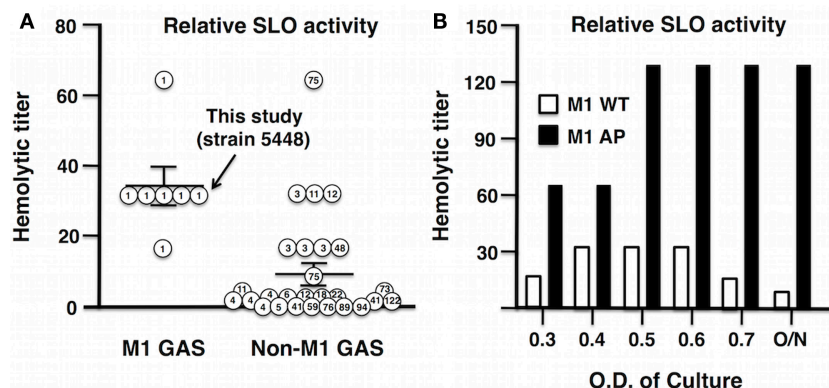 A
Relative SLO activity
Hemolytic titer
80
60
40
20
0
1
75
This study
(strain 5448)
1 1 1 1 1
3 11 12
1
3 3 3 48
75
11
73
4 4 4 6 12 18 22 41 122
4 5 41 59 76 89 94
M1 GAS
Non-M1 GAS
B
Relative SLO activity
Hemolytic titer
150
120
90
60
30
M1 WT
M1 AP
0.3 0.4 0.5 0.6 0.7 O/N
O.D. of Culture